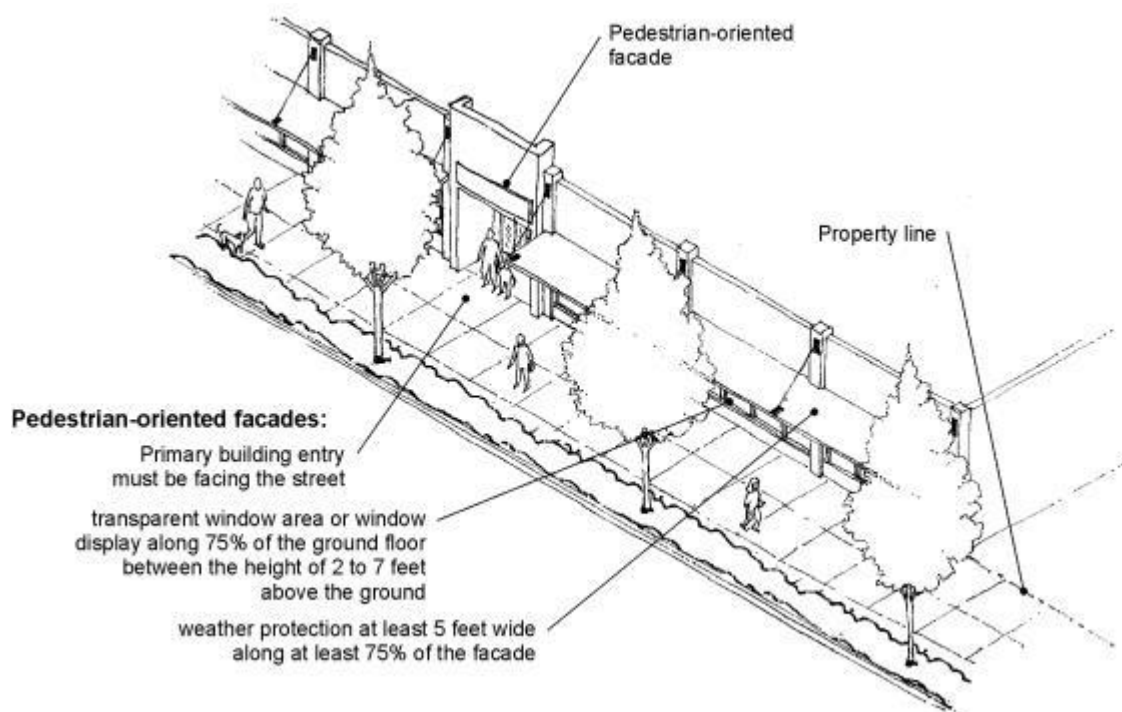 Pedestrian-oriented
facade
Property line
Pedestrian-oriented facades:
Primary building entry
must be facing the street
transparent window area or window
display along 75% of the ground floor
between the height of 2 to 7 feet
above the ground
weather protection at least 5 feet wide
along at least 75% of the facade